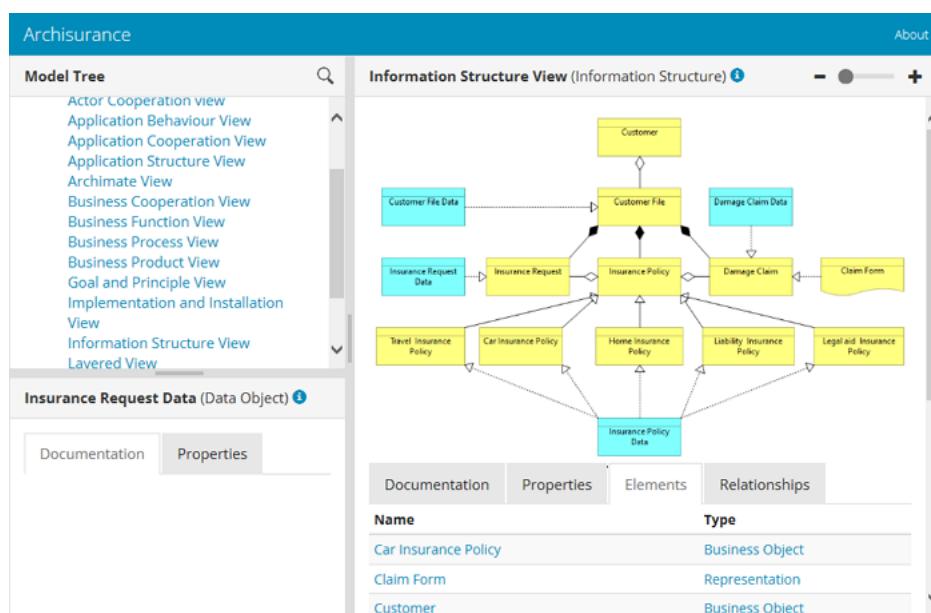 Archisurance
About
Model Tree
Actor Cooperation view
Application Behaviour View
Application Cooperation View
Application Structure View
Archimate View
Business Cooperation View
Business Function View
Business Process View
Business Product View
Goal and Principle View
Implementation and Installation
View
Information Structure View
Layered View
Insurance Request Data (Data Object)
Documentation
Properties
Information Structure View (Information Structure)
Customer
Customer File Data
Customer File
Damage Claim Data
Insurance Request
Data
Insurance Request
Insurance Policy
Damage Claim
Claim Form
Travel Insurance
Policy
Car Insurance Policy
Home Insurance
Policy
Liability Insurance
Policy
Legal aid Insurance
Policy
Insurance Policy
Data
Documentation
Properties
Elements
Relationships
Name
Type
Car Insurance Policy
Business Object
Claim Form
Representation
Customer
Business Object